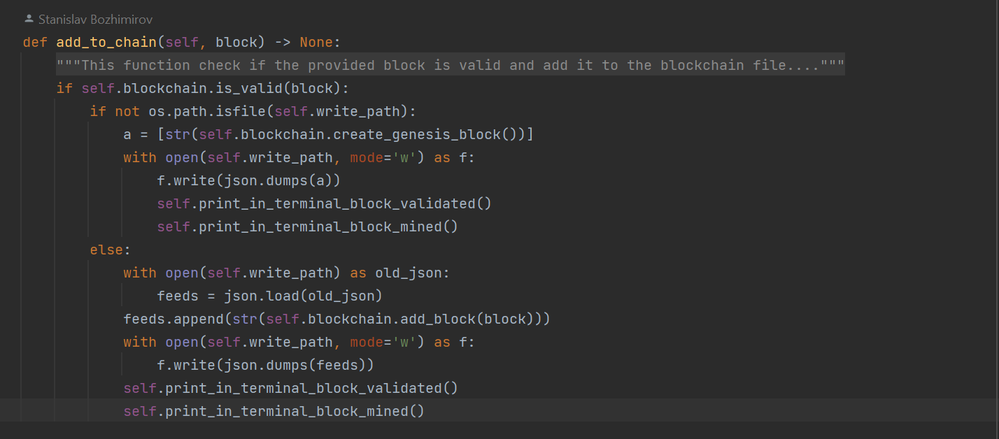 Stanislav Bozhimirov
def add_to_chain(self, block) -> None:
    """This function check if the provided block is valid and add it to the blockchain file...."""
    if self.blockchain.is_valid(block):
        if not os.path.isfile(self.write_path):
            a = [str(self.blockchain.create_genesis_block())]
            with open(self.write_path, mode='w') as f:
                f.write(json.dumps(a))
                self.print_in_terminal_block_validated()
                self.print_in_terminal_block_mined()
        else:
            with open(self.write_path) as old_json:
                feeds = json.load(old_json)
            feeds.append(str(self.blockchain.add_block(block)))
            with open(self.write_path, mode='w') as f:
                f.write(json.dumps(feeds))
            self.print_in_terminal_block_validated()
            self.print_in_terminal_block_mined()